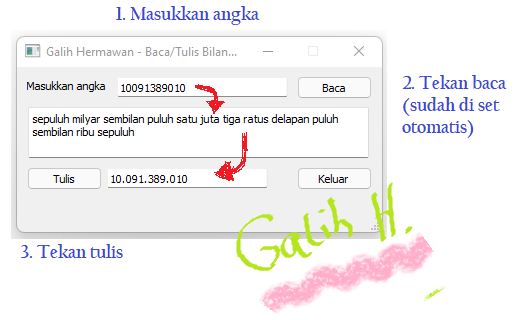 1. Masukkan angka
Galih Hermawan - Baca/Tulis Bilan...
Masukkan angka 10091389010 Baca
sepuluh milyar sembilan puluh satu juta tiga ratus delapan puluh
sembilan ribu sepuluh
Tulis 10.091.389.010 Keluar
2. Tekan baca
(sudah di set
otomatis)
3. Tekan tulis
Galih H.